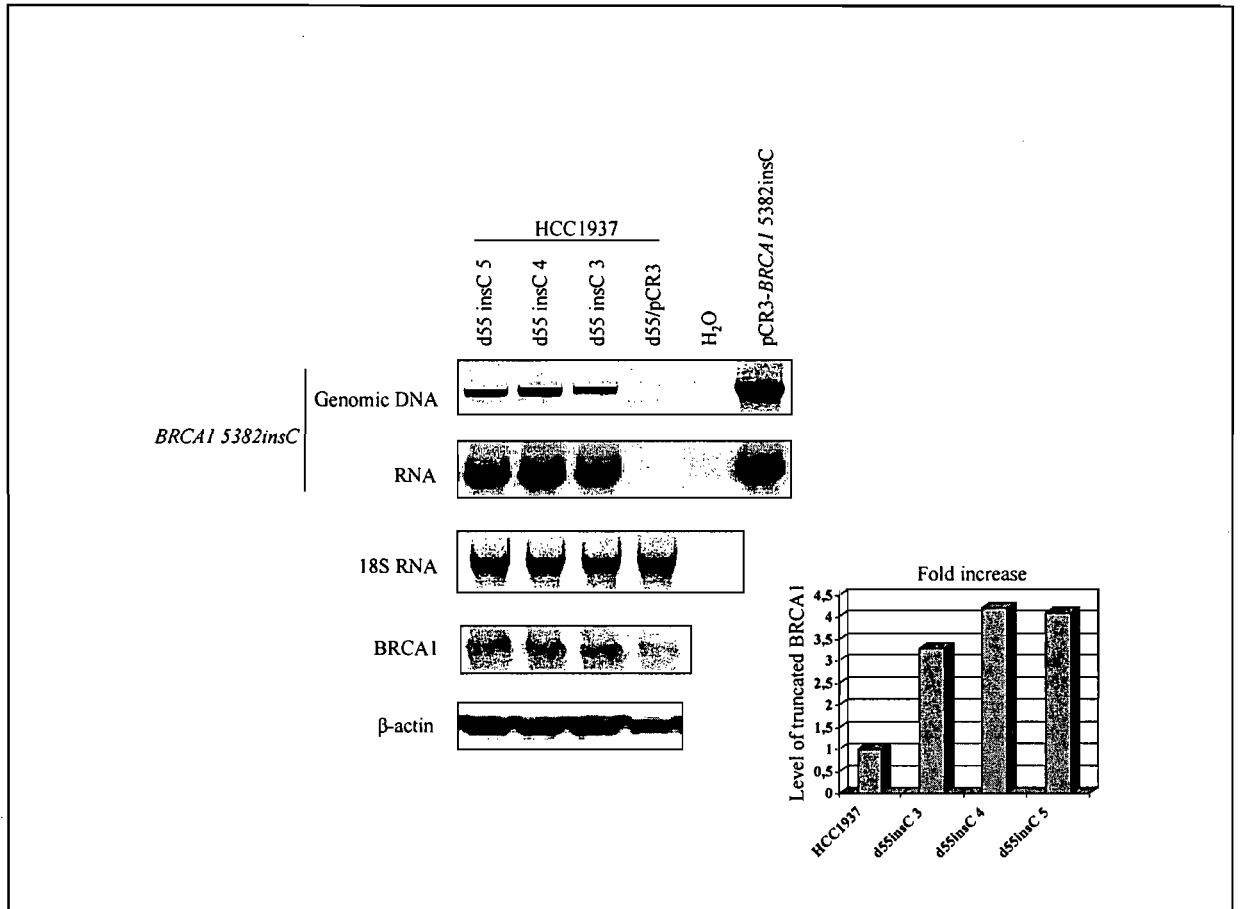 HCC1937
d55 insC 5
d55 insC 4
d55 insC 3
d55/pCR3
H₂O
pCR3-BRCA1 5382insC
BRCA1 5382insC
Genomic DNA
RNA
18S RNA
BRCA1
β-actin
Fold increase
Level of truncated BRCA1
4,5
4
3,5
3
2,5
2
1,5
1
0,5
0
HCC1937
d55insC 3
d55insC 4
d55insC 5